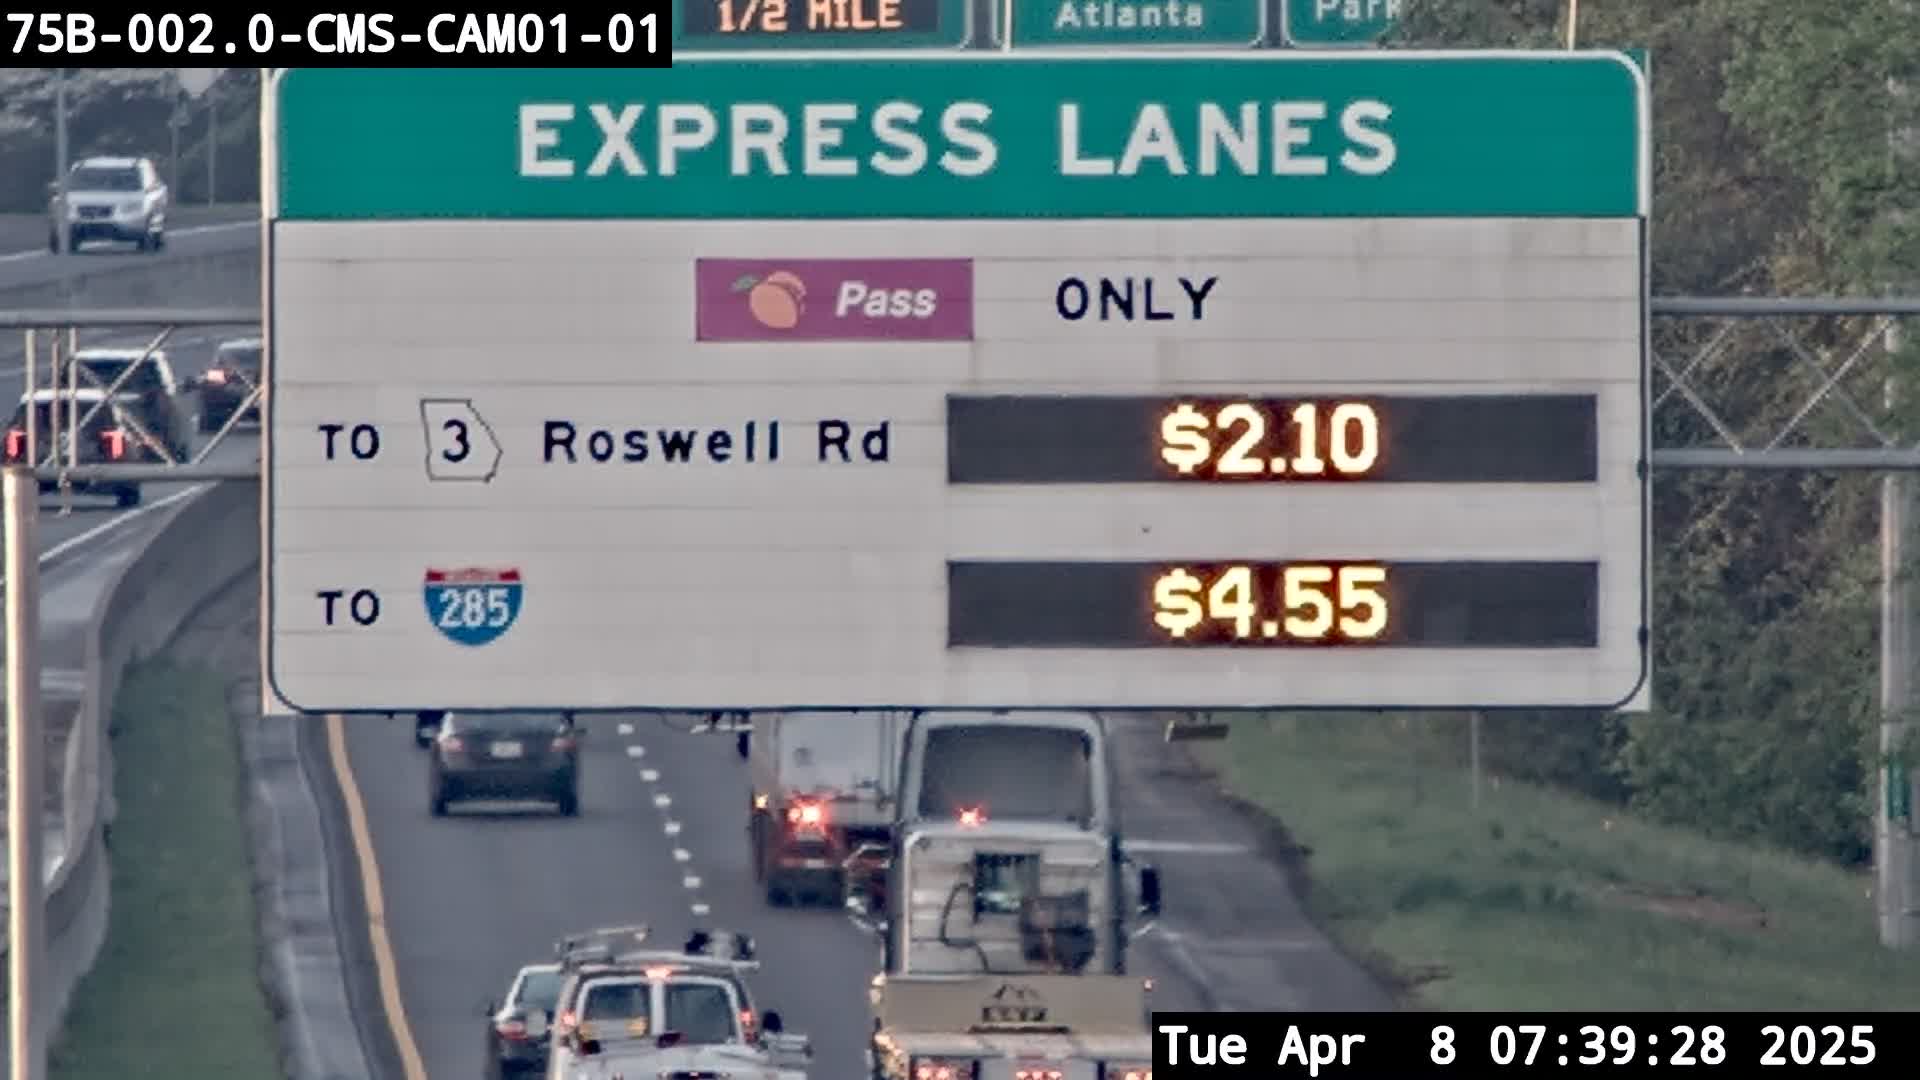 75B-002.0-CMS-CAM01-01
1/2 MILE
Atlanta
Park
EXPRESS LANES
Pass ONLY
TO 3 Roswell Rd $2.10
TO 285 $4.55
Tue Apr 8 07:39:28 2025